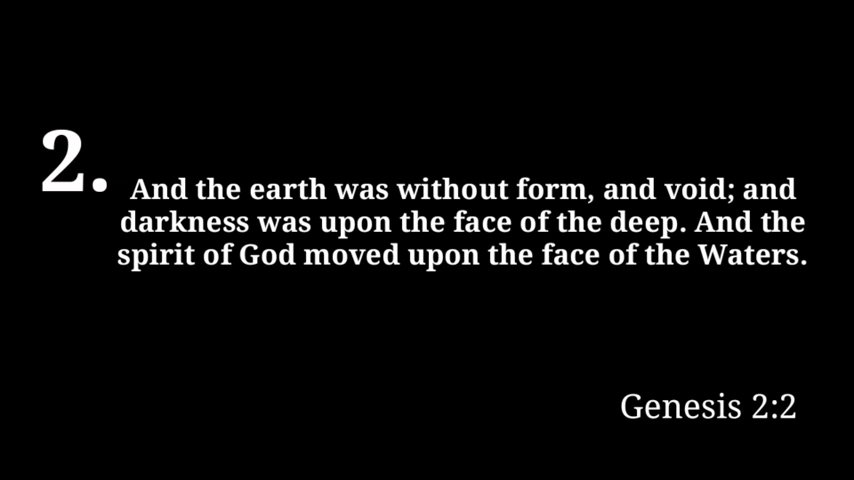 2.
And the earth was without form, and void; and
darkness was upon the face of the deep. And the
spirit of God moved upon the face of the Waters.
Genesis 2:2